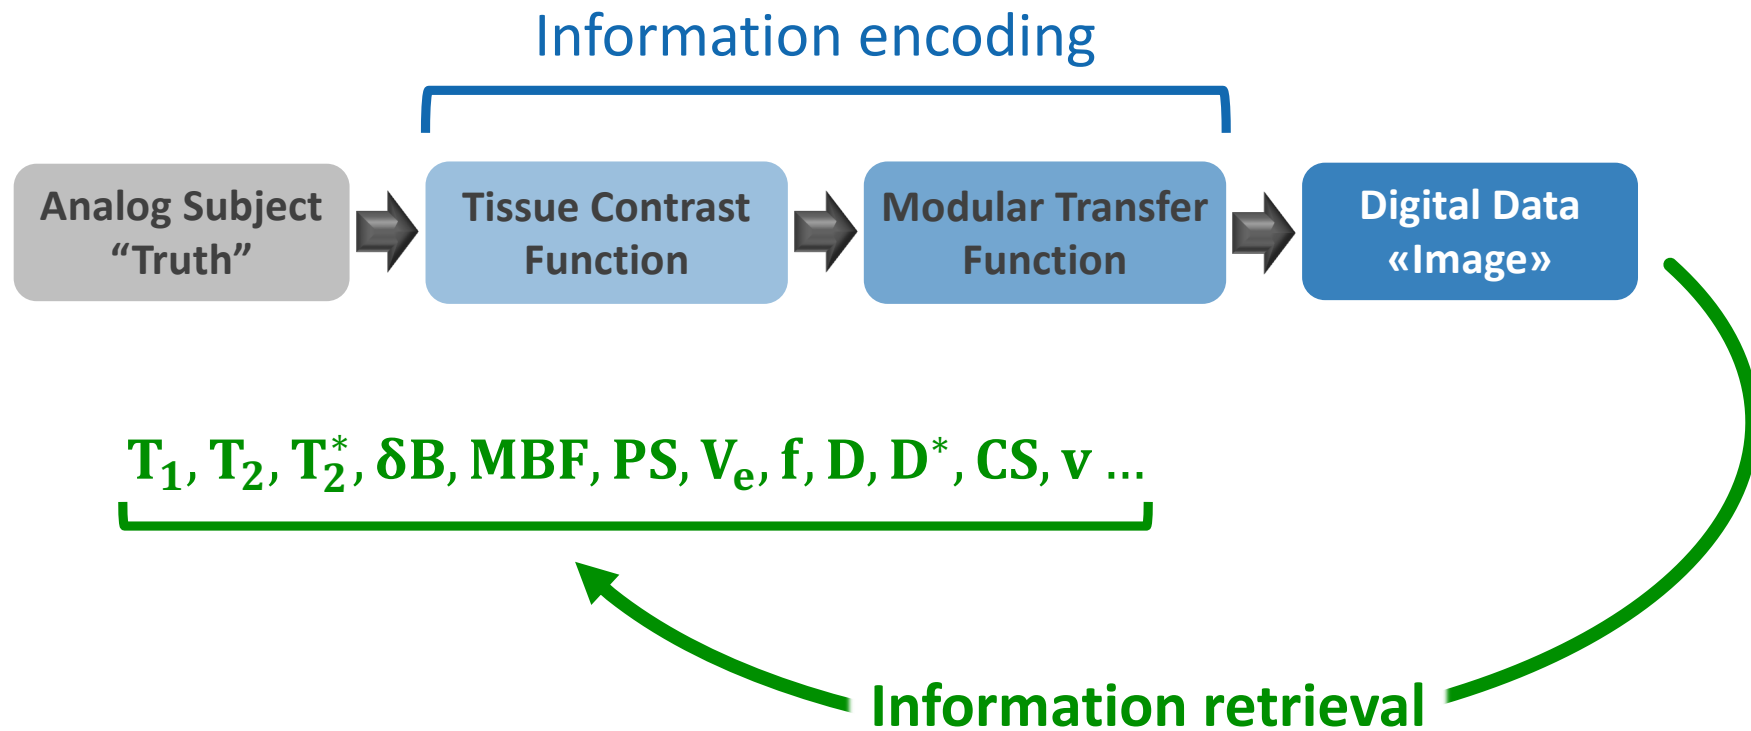 Information encoding
Analog Subject
“Truth”
Tissue Contrast
Function
Modular Transfer
Function
Digital Data
«Image»
T₁, T₂, T₂*, δB, MBF, PS, Vₑ, f, D, D*, CS, v ...
Information retrieval